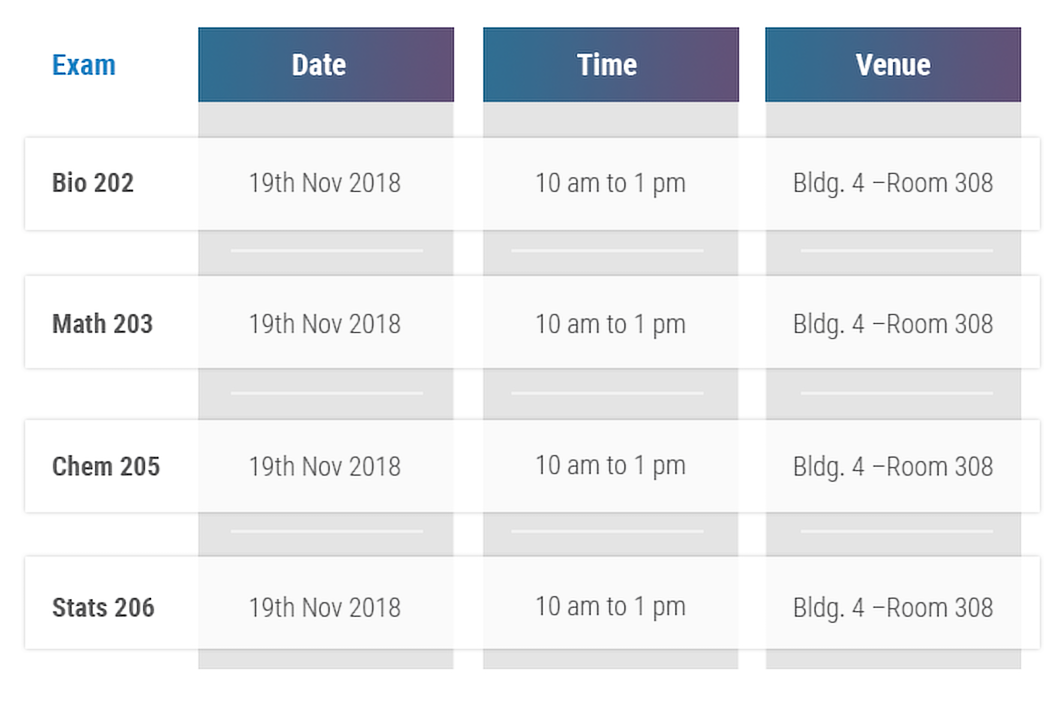 Exam Date Time Venue
Bio 202 19th Nov 2018 10 am to 1 pm Bldg. 4 –Room 308
Math 203 19th Nov 2018 10 am to 1 pm Bldg. 4 –Room 308
Chem 205 19th Nov 2018 10 am to 1 pm Bldg. 4 –Room 308
Stats 206 19th Nov 2018 10 am to 1 pm Bldg. 4 –Room 308